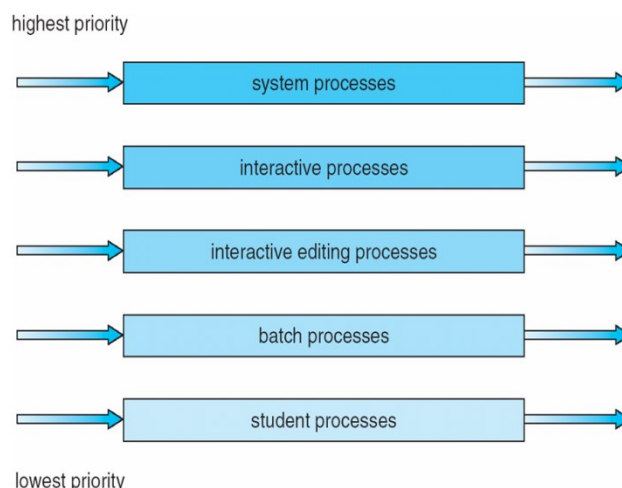 highest priority
system processes
interactive processes
interactive editing processes
batch processes
student processes
lowest priority